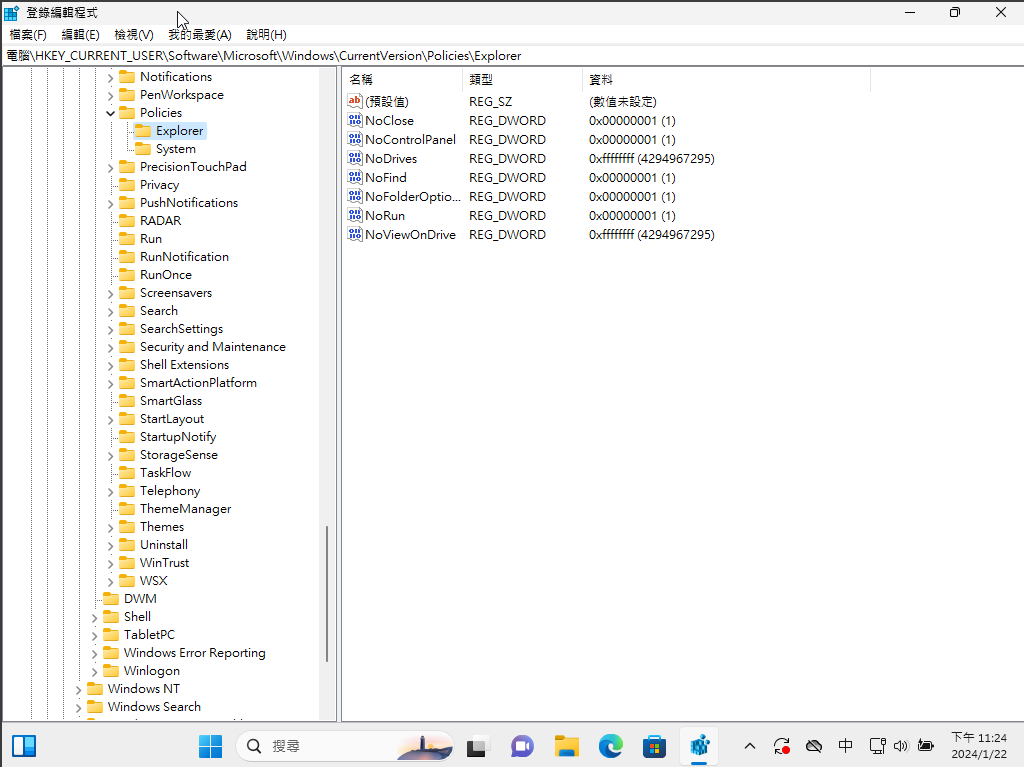 登錄編輯程式
檔案(F) 編輯(E) 檢視(V) 我的最愛(A) 說明(H)
電腦\HKEY_CURRENT_USER\Software\Microsoft\Windows\CurrentVersion\Policies\Explorer
Notifications
PenWorkspace
Policies
Explorer
System
PrecisionTouchPad
Privacy
PushNotifications
RADAR
Run
RunNotification
RunOnce
Screensavers
Search
SearchSettings
Security and Maintenance
Shell Extensions
SmartActionPlatform
SmartGlass
StartLayout
StartupNotify
StorageSense
TaskFlow
Telephony
ThemeManager
Themes
Uninstall
WinTrust
WSX
DWM
Shell
TabletPC
Windows Error Reporting
Winlogon
Windows NT
Windows Search
名稱 類型 資料
(預設值) REG_SZ (數值未設定)
NoClose REG_DWORD 0x00000001 (1)
NoControlPanel REG_DWORD 0x00000001 (1)
NoDrives REG_DWORD 0xffffffff (4294967295)
NoFind REG_DWORD 0x00000001 (1)
NoFolderOptio... REG_DWORD 0x00000001 (1)
NoRun REG_DWORD 0x00000001 (1)
NoViewOnDrive REG_DWORD 0xffffffff (4294967295)
搜尋
中
下午 11:24
2024/1/22